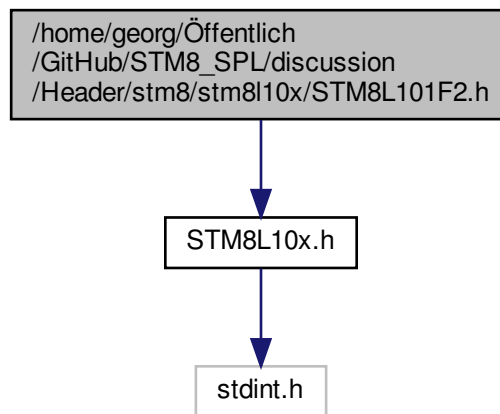 /home/georg/Öffentlich
/GitHub/STM8_SPL/discussion
/Header/stm8/stm8l10x/STM8L101F2.h
STM8L10x.h
stdint.h